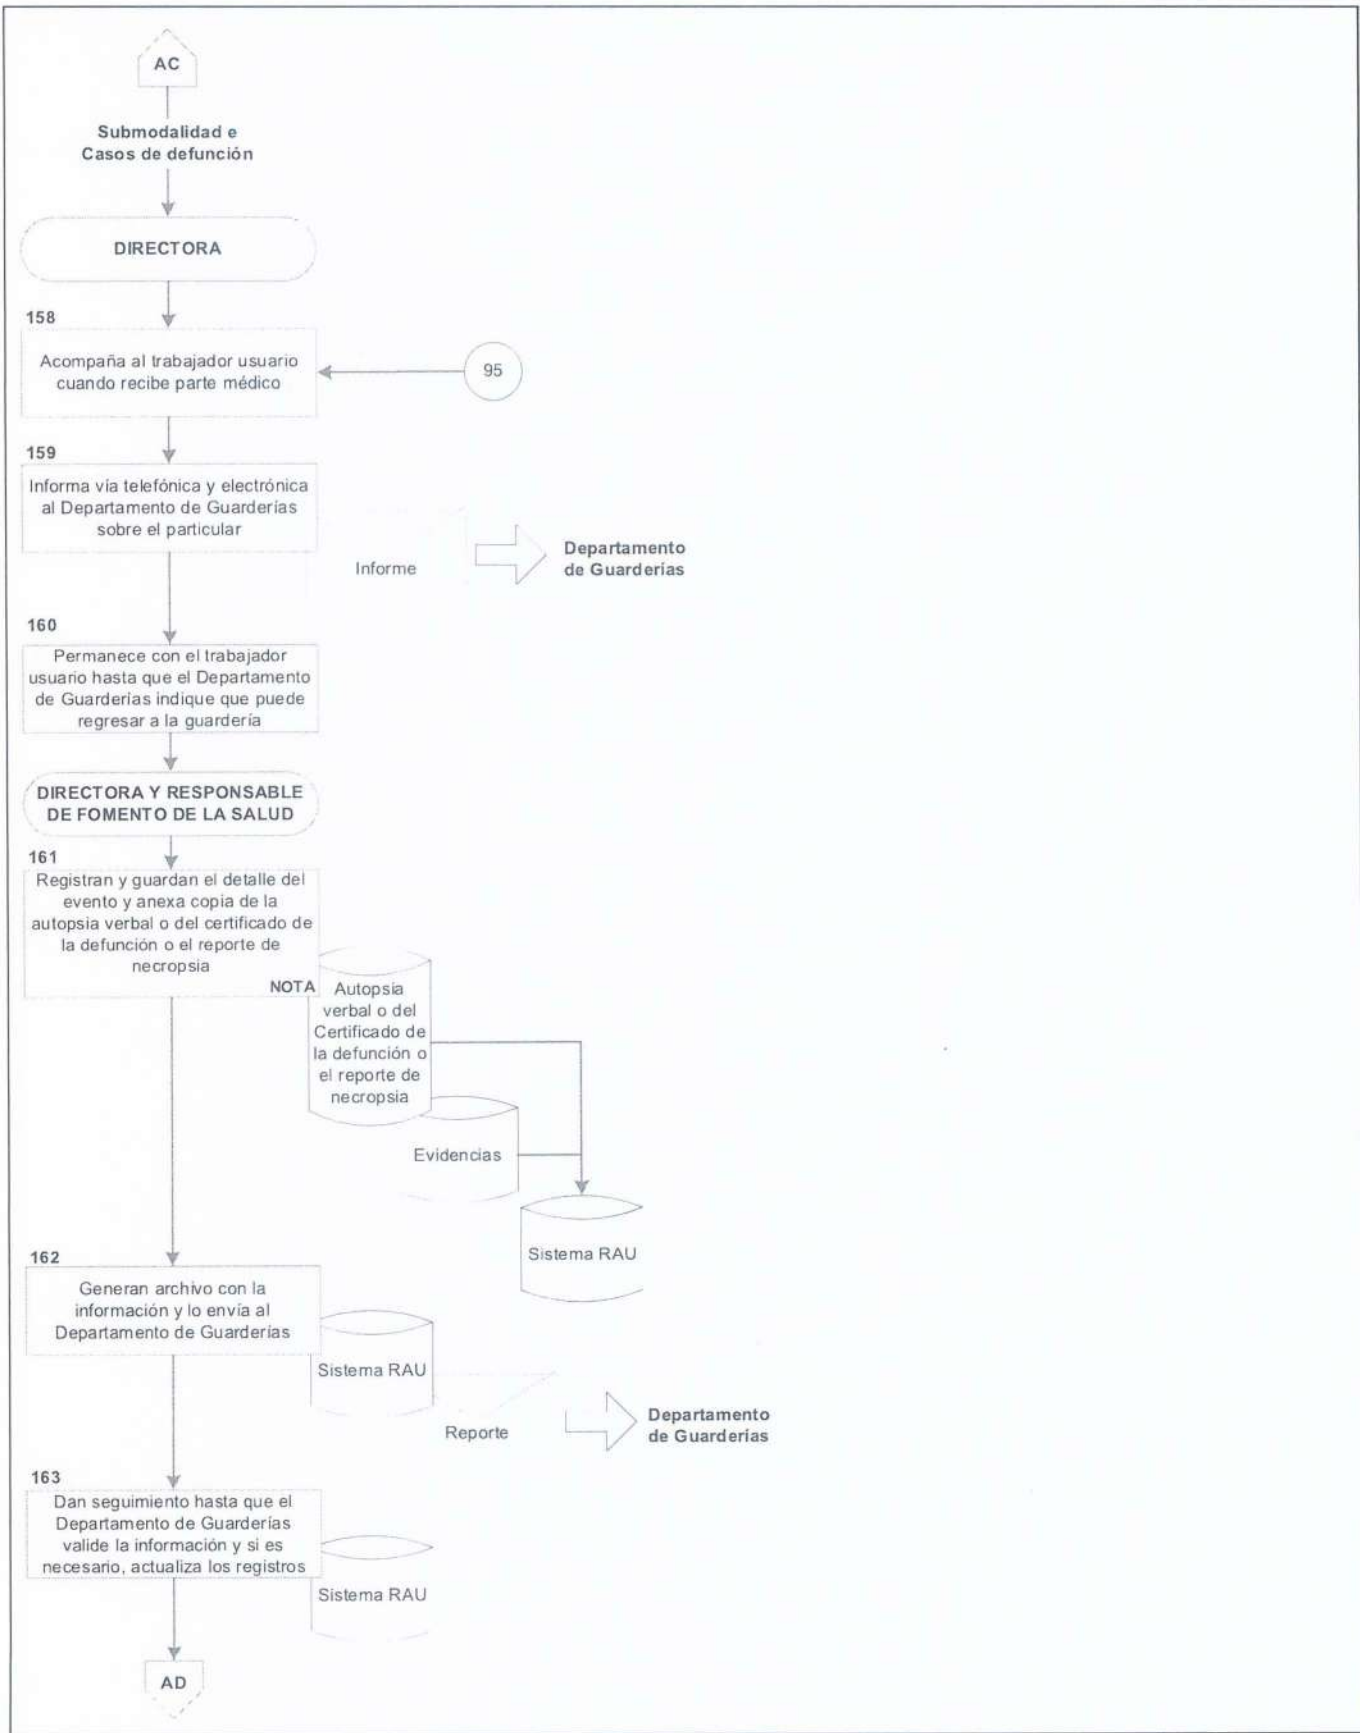 AC
Submodalidad e
Casos de defunción
DIRECTORA
158
Acompaña al trabajador usuario
cuando recibe parte médico
95
159
Informa vía telefónica y electrónica
al Departamento de Guarderías
sobre el particular
Informe
Departamento
de Guarderías
160
Permanece con el trabajador
usuario hasta que el Departamento
de Guarderías indique que puede
regresar a la guardería
DIRECTORA Y RESPONSABLE
DE FOMENTO DE LA SALUD
161
Registran y guardan el detalle del
evento y anexa copia de la
autopsia verbal o del certificado de
la defunción o el reporte de
necropsia
NOTA
Autopsia
verbal o del
Certificado de
la defunción o
el reporte de
necropsia
Evidencias
Sistema RAU
162
Generan archivo con la
información y lo envía al
Departamento de Guarderías
Sistema RAU
Reporte
Departamento
de Guarderías
163
Dan seguimiento hasta que el
Departamento de Guarderías
valide la información y si es
necesario, actualiza los registros
Sistema RAU
AD